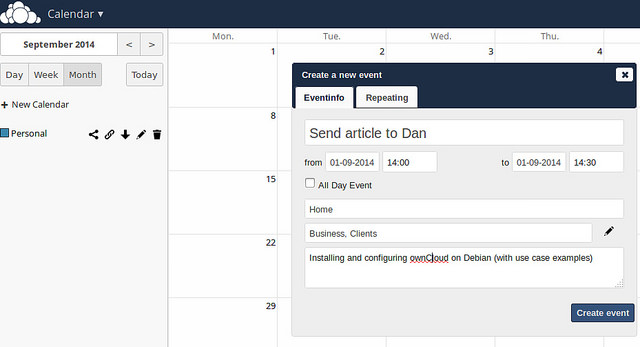 Calendar ▾
September 2014 < >
Day Week Month Today
+ New Calendar
Personal
Mon. Tue. Wed. Thu.
1 2 3 4
8
15
22
29
Create a new event
Eventinfo Repeating
Send article to Dan
from 01-09-2014 14:00 to 01-09-2014 14:30
All Day Event
Home
Business, Clients
Installing and configuring ownCloud on Debian (with use case examples)
Create event